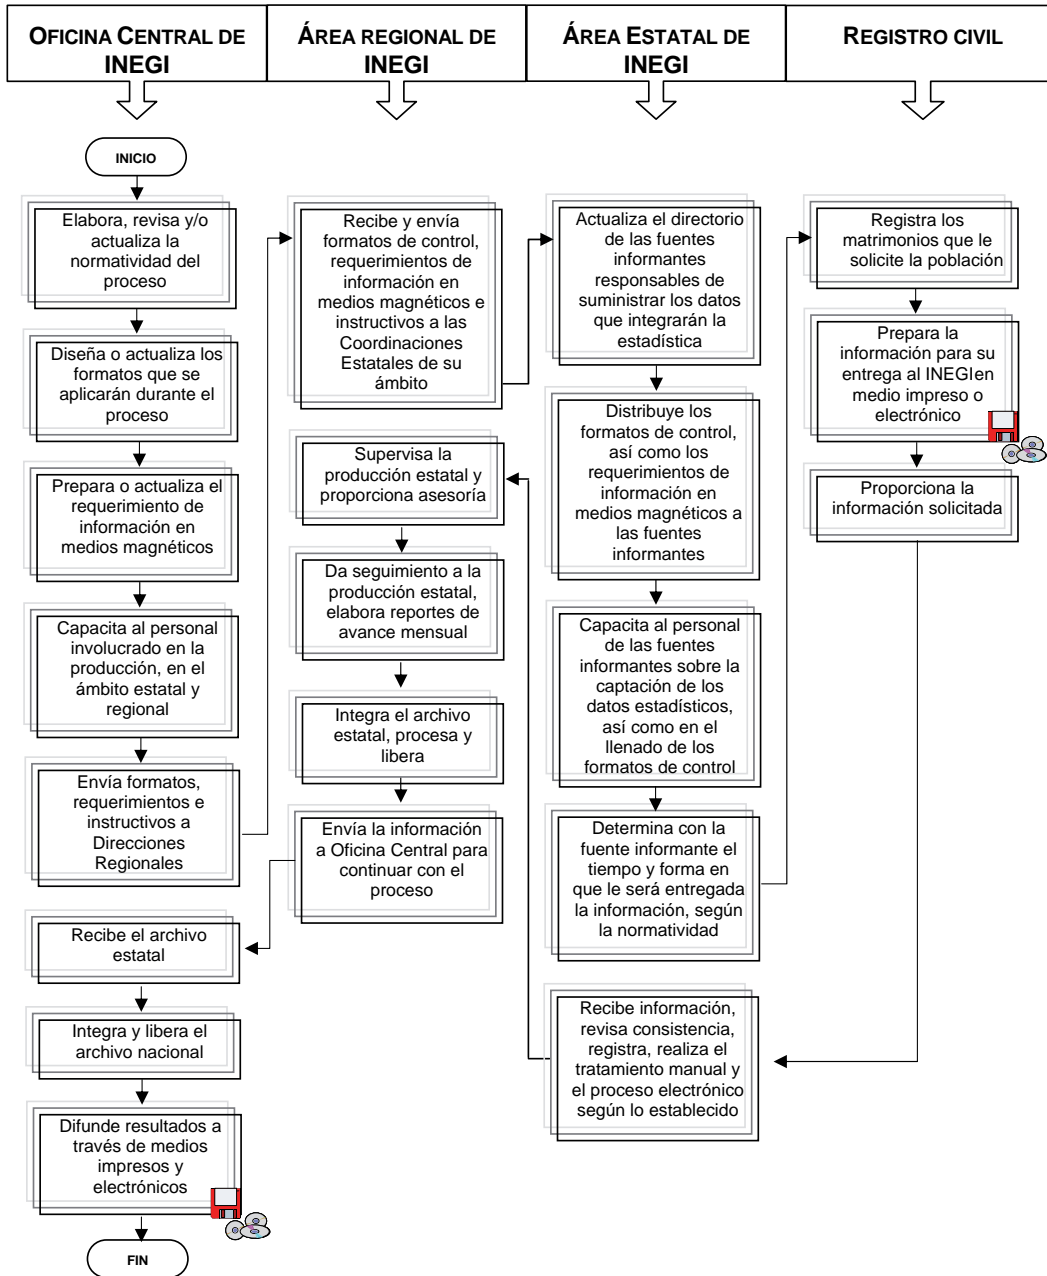 OFICINA CENTRAL DE
INEGI
ÁREA REGIONAL DE
INEGI
ÁREA ESTATAL DE
INEGI
REGISTRO CIVIL
INICIO
Elabora, revisa y/o
actualiza la
normatividad del
proceso
Diseña o actualiza los
formatos que se
aplicarán durante el
proceso
Prepara o actualiza el
requerimiento de
información en
medios magnéticos
Capacita al personal
involucrado en la
producción, en el
ámbito estatal y
regional
Envía formatos,
requerimientos e
instructivos a
Direcciones
Regionales
Recibe y envía
formatos de control,
requerimientos de
información en
medios magnéticos e
instructivos a las
Coordinaciones
Estatales de su
ámbito
Actualiza el directorio
de las fuentes
informantes
responsables de
suministrar los datos
que integrarán la
estadística
Distribuye los
formatos de control,
así como los
requerimientos de
información en
medios magnéticos a
las fuentes
informantes
Capacita al personal
de las fuentes
informantes sobre la
captación de los
datos estadísticos,
así como en el
llenado de los
formatos de control
Determina con la
fuente informante el
tiempo y forma en
que le será entregada
la información, según
la normatividad
Registra los
matrimonios que le
solicite la población
Prepara la
información para su
entrega al INEGIen
medio impreso o
electrónico
Proporciona la
información solicitada
Recibe información,
revisa consistencia,
registra, realiza el
tratamiento manual y
el proceso electrónico
según lo establecido
Supervisa la
producción estatal y
proporciona asesoría
Da seguimiento a la
producción estatal,
elabora reportes de
avance mensual
Integra el archivo
estatal, procesa y
libera
Envía la información
a Oficina Central para
continuar con el
proceso
Recibe el archivo
estatal
Integra y libera el
archivo nacional
Difunde resultados a
través de medios
impresos y
electrónicos
FIN